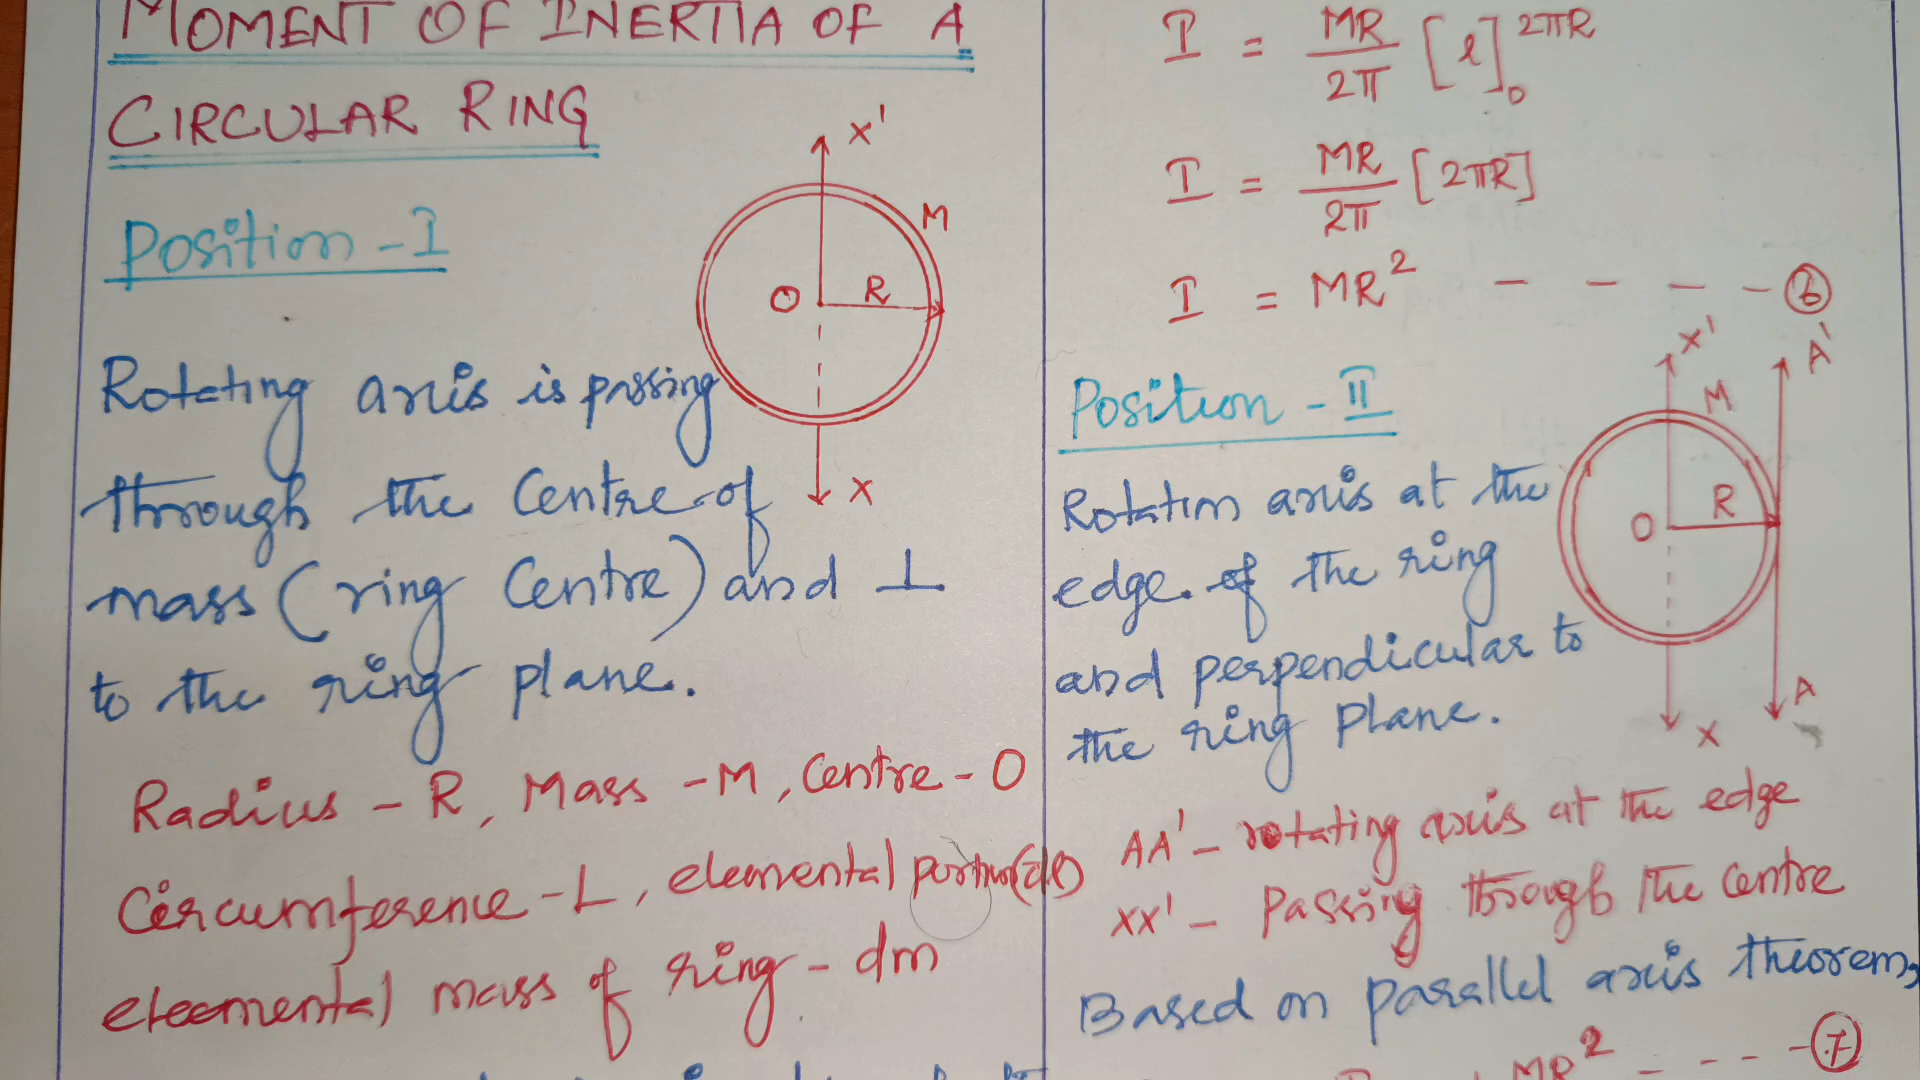 MOMENT OF INERTIA OF A
CIRCULAR RING
Position - I
X'
M
O R
X
Rotating axis is passing
through the Centre of
mass (ring Centre) and ⊥
to the ring plane.
Radius - R, Mass - M, Centre - O
Circumference - L, elemental portion (dl)
eleemental mass of ring - dm
I = MR/2π [l]₀^2πR
I = MR/2π [2πR]
I = MR² - - - - (6)
Position - II
X' A'
M
O R
X A
Rotation axis at the
edge of the ring
and perpendicular to
the ring plane.
AA' - rotating axis at the edge
XX' - Passing through the centre
Based on parallel axis theorem,
MR² - - - - (7)